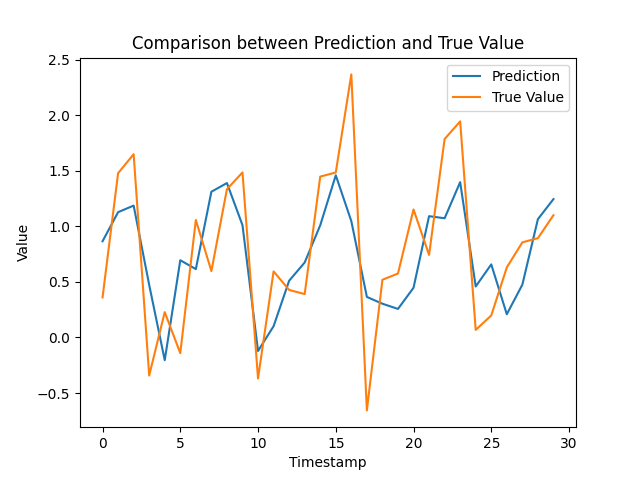 Comparison between Prediction and True Value
Prediction
True Value
2.5
2.0
1.5
1.0
0.5
0.0
−0.5
Value
0
5
10
15
20
25
30
Timestamp